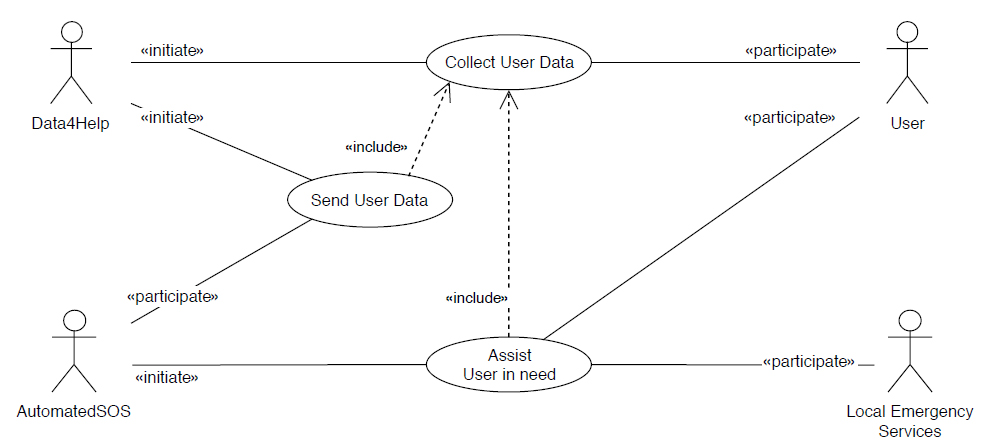 «initiate»
Collect User Data
«participate»
Data4Help
«initiate»
«participate»
User
«include»
Send User Data
«participate»
«include»
Assist
User in need
«initiate»
«participate»
AutomatedSOS
Local Emergency
Services